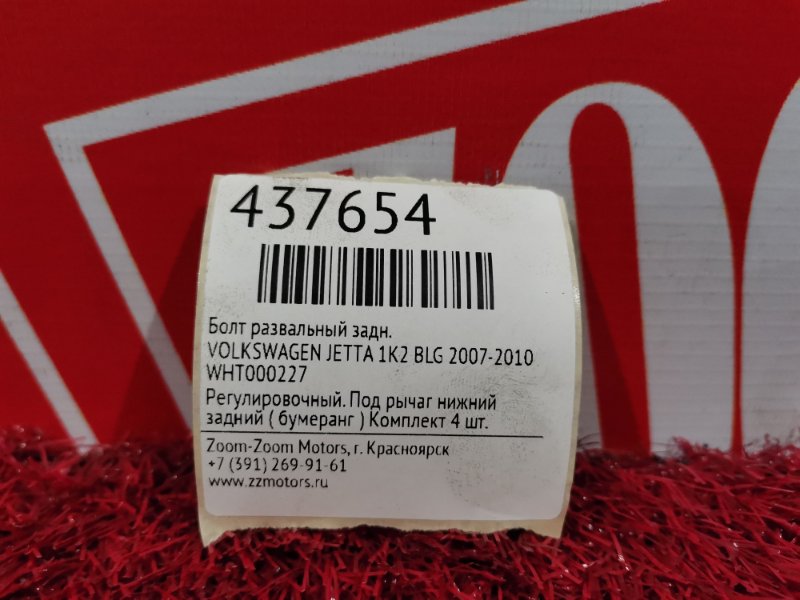 437654
Болт развальный задн.
VOLKSWAGEN JETTA 1K2 BLG 2007-2010
WHT000227
Регулировочный. Под рычаг нижний
задний ( бумеранг ) Комплект 4 шт.
Zoom-Zoom Motors, г. Красноярск
+7 (391) 269-91-61
www.zzmotors.ru